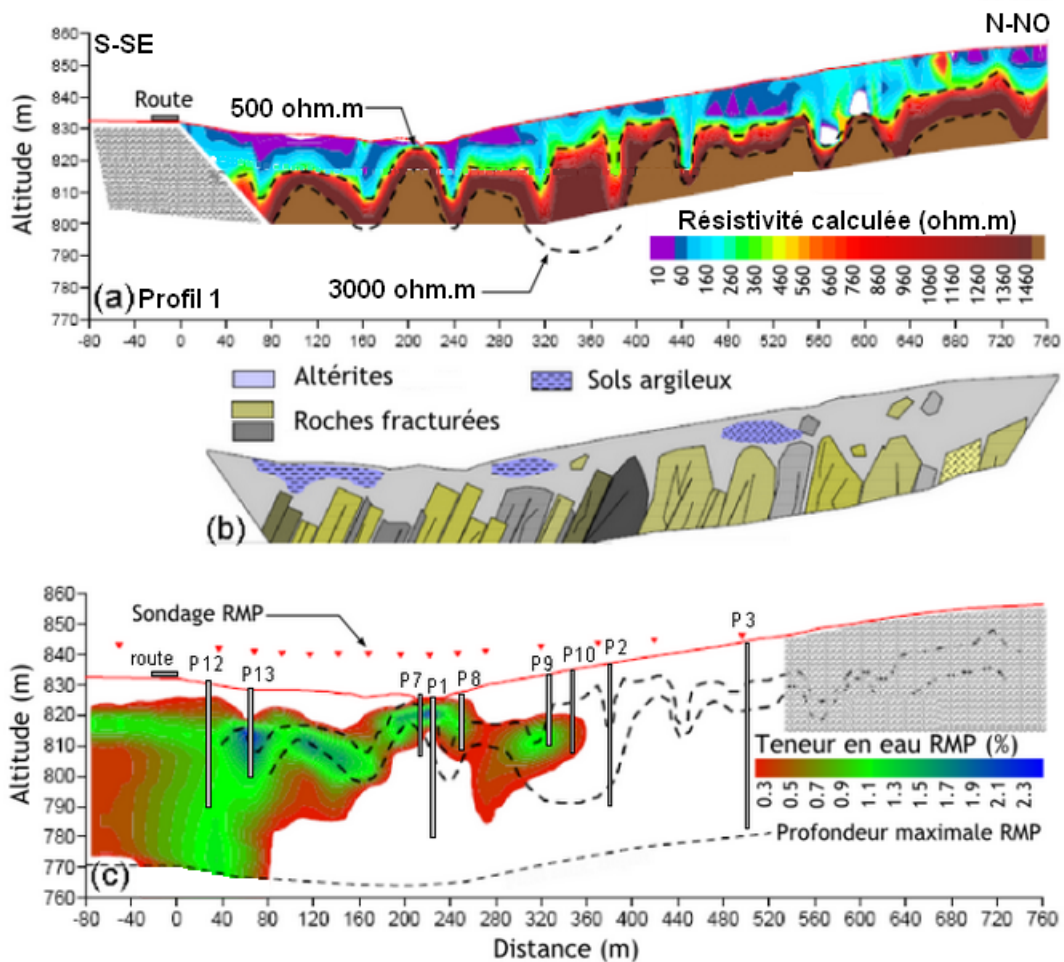 S-SE
N-NO
860
850
840
830
820
810
800
790
780
770
Altitude (m)
Route
500 ohm.m
3000 ohm.m
Résistivité calculée (ohm.m)
10 60 160 260 360 460 560 660 760 860 1060 1160 1260 1360 1460
(a) Profil 1
-80 -40 0 40 80 120 160 200 240 280 320 360 400 440 480 520 560 600 640 680 720 760
Altérites
Sols argileux
Roches fracturées
(b)
860
850
840
830
820
810
800
790
780
770
760
Altitude (m)
Sondage RMP
route
P12 P13 P7 P1 P8 P9 P10 P2 P3
Teneur en eau RMP (%)
0.3 0.5 0.7 0.9 1.1 1.3 1.5 1.7 1.9 2.1 2.3
Profondeur maximale RMP
(c)
-80 -40 0 40 80 120 160 200 240 280 320 360 400 440 480 520 560 600 640 680 720 760
Distance (m)